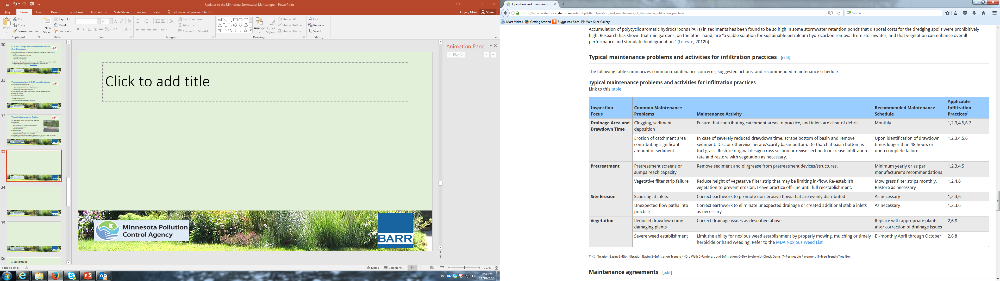 Updates to the Minnesota Stormwater Manual.pptx - PowerPoint
File Home Insert Design Transitions Animations Slide Show Review View Tell me what you want to do... Trojan, Mike Share
Paste
Cut
Copy
Format Painter
Clipboard
New Slide
Layout
Reset
Section
Slides
24
Font
Text Direction
Align Text
Convert to SmartArt
Paragraph
Arrange
Quick Styles
Shape Fill
Shape Outline
Shape Effects
Drawing
Find
Replace
Select
Editing
30
O & M – Design and Construction Phase
Considerations
31
Post construction O & M considerations
32
Typical Maintenance Regime
33
34
35
36
2. Special topics
Click to add title
Minnesota Pollution
Control Agency
BARR
Animation Pane
Play All
Slide 33 of 47
Notes Comments 107%
1:54 PM
11/18/2016
Operation and maintenanc...
https://stormwater.pca.state.mn.us/index.php?title=Operation_and_maintenance_of_stormwater_infiltration_practices
Search
Most Visited Getting Started Suggested Sites Web Slice Gallery
Accumulation of polycyclic aromatic hydrocarbons (PAHs) in sediments has been found to be so high in some stormwater retention ponds that disposal costs for the dredging spoils were prohibitively
high. Research has shown that rain gardens, on the other hand, are “a viable solution for sustainable petroleum hydrocarbon removal from stormwater, and that vegetation can enhance overall
performance and stimulate biodegradation.” (Lefevre, 2012b).
Typical maintenance problems and activities for infiltration practices [edit]
The following table summarizes common maintenance concerns, suggested actions, and recommended maintenance schedule.
Typical maintenance problems and activities for infiltration practices
Link to this table
Inspection Focus
Common Maintenance Problems
Maintenance Activity
Recommended Maintenance Schedule
Applicable Infiltration Practices1
Drainage Area and
Drawdown Time
Clogging, sediment
deposition
Ensure that contributing catchment areas to practice, and inlets are clear of debris
Monthly
1,2,3,4,5,6,7
Erosion of catchment area
contributing significant
amount of sediment
In case of severely reduced drawdown time, scrape bottom of basin and remove
sediment. Disc or otherwise aerate/scarify basin bottom. De-thatch if basin bottom is
turf grass. Restore original design cross section or revise section to increase infiltration
rate and restore with vegetation as necessary.
Upon identification of drawdown
times longer than 48 hours or
upon complete failure
1,2,3,4,5,6
Pretreatment
Pretreatment screens or
sumps reach capacity
Remove sediment and oil/grease from pretreatment devices/structures.
Minimum yearly or as per
manufacturer's recommendations
1,2,3,4,5
Vegetative filter strip failure
Reduce height of vegetative filter strip that may be limiting in-flow. Re-establish
vegetation to prevent erosion. Leave practice off-line until full reestablishment.
Mow grass filter strips monthly.
Restore as necessary
1,2,4,6
Site Erosion
Scouring at inlets
Correct earthwork to promote non-erosive flows that are evenly distributed
As necessary
1,2,3,6
Unexpected flow paths into
practice
Correct earthwork to eliminate unexpected drainage or created additional stable inlets
as necessary
As necessary
1,2,3,6
Vegetation
Reduced drawdown time
damaging plants
Correct drainage issues as described above
Replace with appropriate plants
after correction of drainage issues
2,6,8
Severe weed establishment
Limit the ability for noxious weed establishment by properly mowing, mulching or timely
herbicide or hand weeding. Refer to the MDA Noxious Weed List
Bi-monthly April through October
2,6,8
11=Infiltration Basin; 2=Bioinfiltration Basin; 3=Infiltration Trench; 4=Dry Well; 5=Underground Infiltration; 6=Dry Swale with Check Dams; 7=Permeable Pavement; 8=Tree Trench/Tree Box
Maintenance agreements [edit]